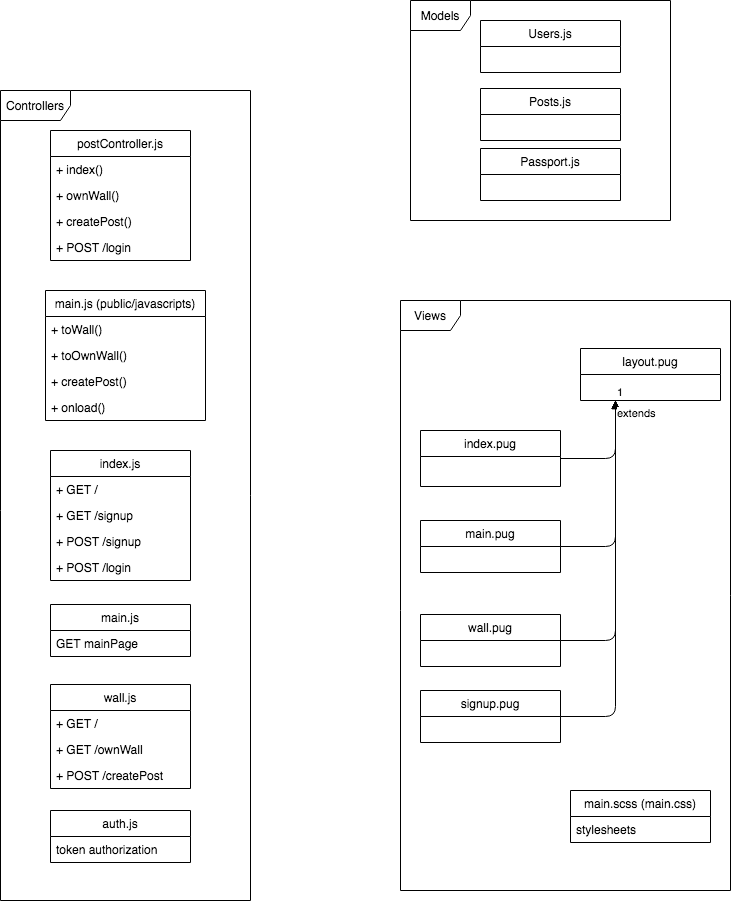 Models
Users.js
Posts.js
Passport.js
Controllers
postController.js
+ index()
+ ownWall()
+ createPost()
+ POST /login
main.js (public/javascripts)
+ toWall()
+ toOwnWall()
+ createPost()
+ onload()
index.js
+ GET /
+ GET /signup
+ POST /signup
+ POST /login
main.js
GET mainPage
wall.js
+ GET /
+ GET /ownWall
+ POST /createPost
auth.js
token authorization
Views
layout.pug
1
extends
index.pug
main.pug
wall.pug
signup.pug
main.scss (main.css)
stylesheets